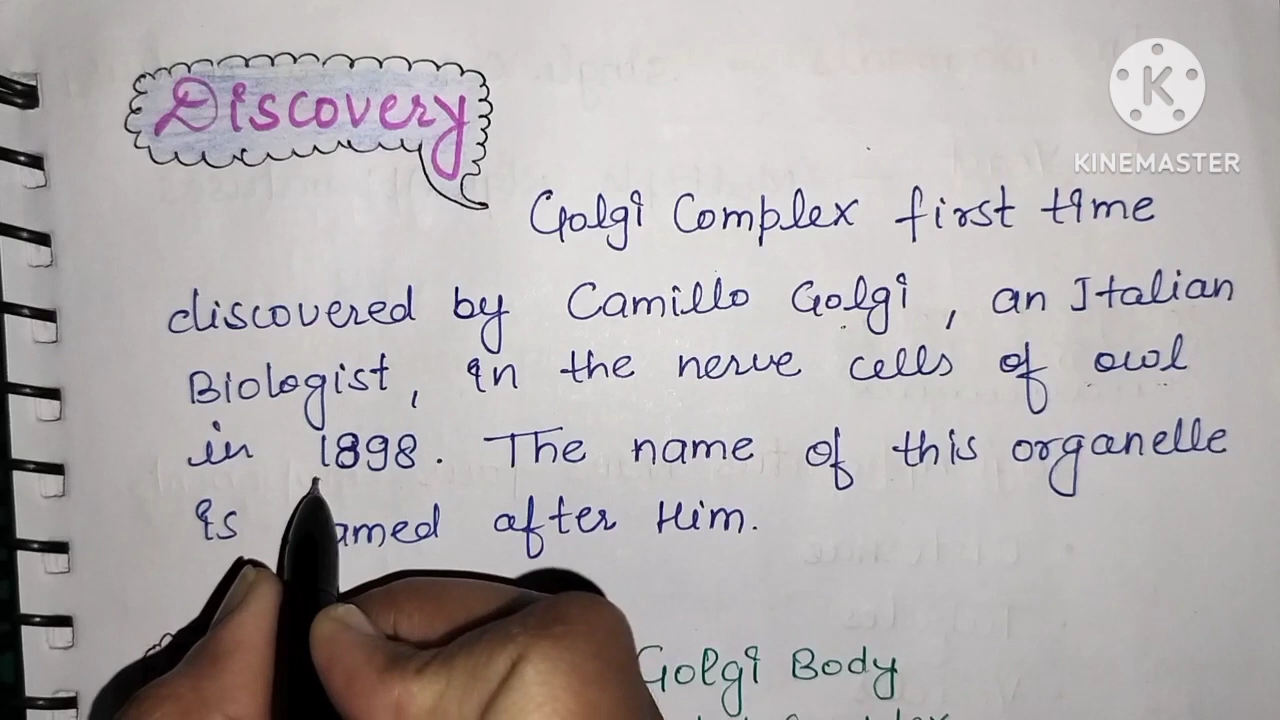 Discovery
KINEMASTER
Golgi Complex first time
discovered by Camillo Golgi, an Italian
Biologist, in the nerve cells of owl
in 1898. The name of this organelle
is amed after Him.
Golgi Body